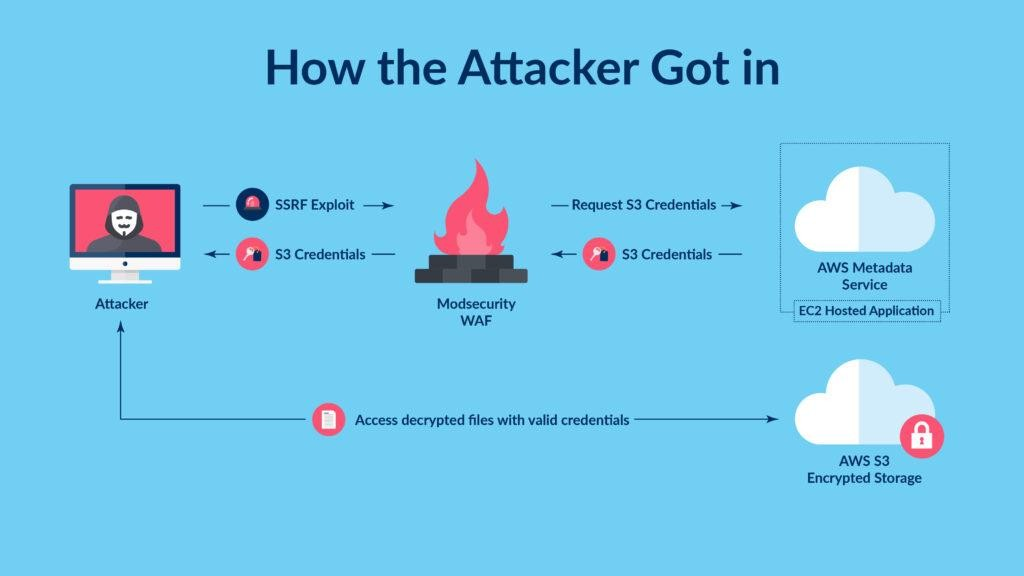 How the Attacker Got in
SSRF Exploit
Request S3 Credentials
S3 Credentials
S3 Credentials
AWS Metadata
Service
Attacker
Modsecurity
WAF
EC2 Hosted Application
Access decrypted files with valid credentials
AWS S3
Encrypted Storage